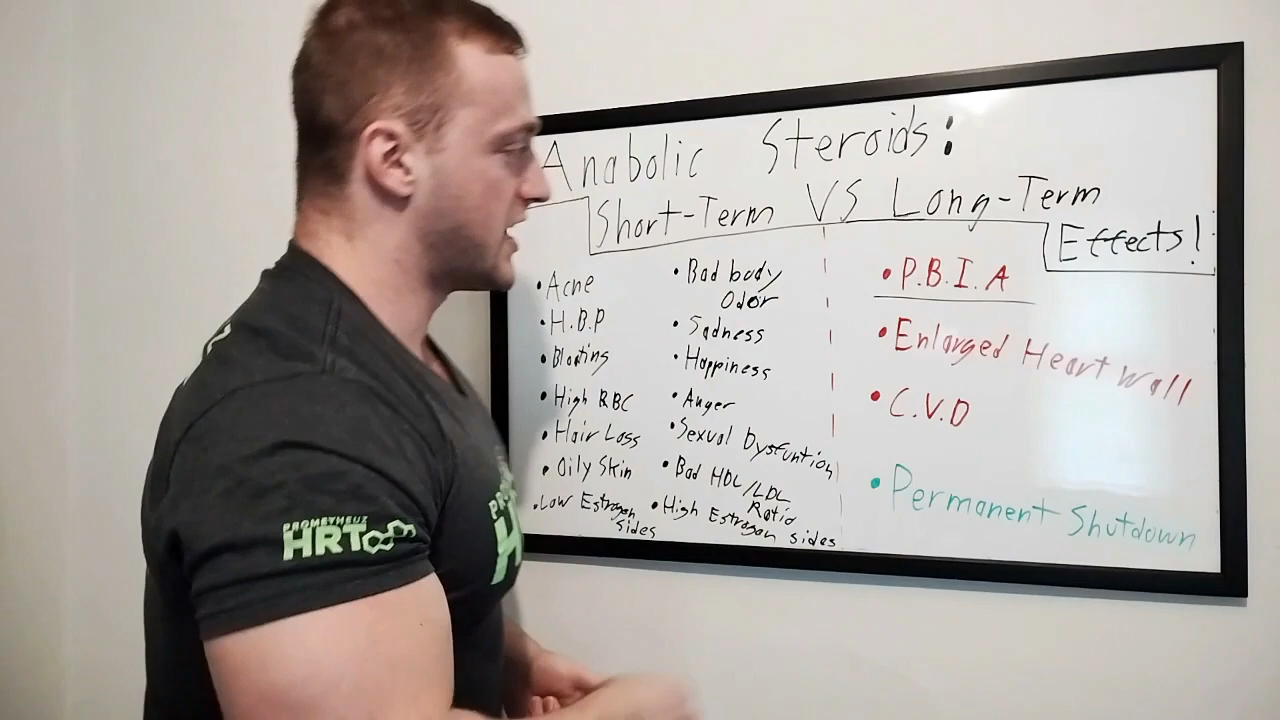 Anabolic Steroids:
Short-Term VS Long-Term
Effects!
• Acne
• H.B.P
• Bloating
• High RBC
• Hair Loss
• Oily Skin
• Low Estrogen
sides
• Bad body
Odor
• Sadness
• Happiness
• Anger
• Sexual Dysfuntion
• Bad HDL/LDL
Ratio
• High Estrogen sides
• P.B.I.A
• Enlarged Heart Wall
• C.V.D
• Permanent Shutdown
PROMETHEUZ
HRT